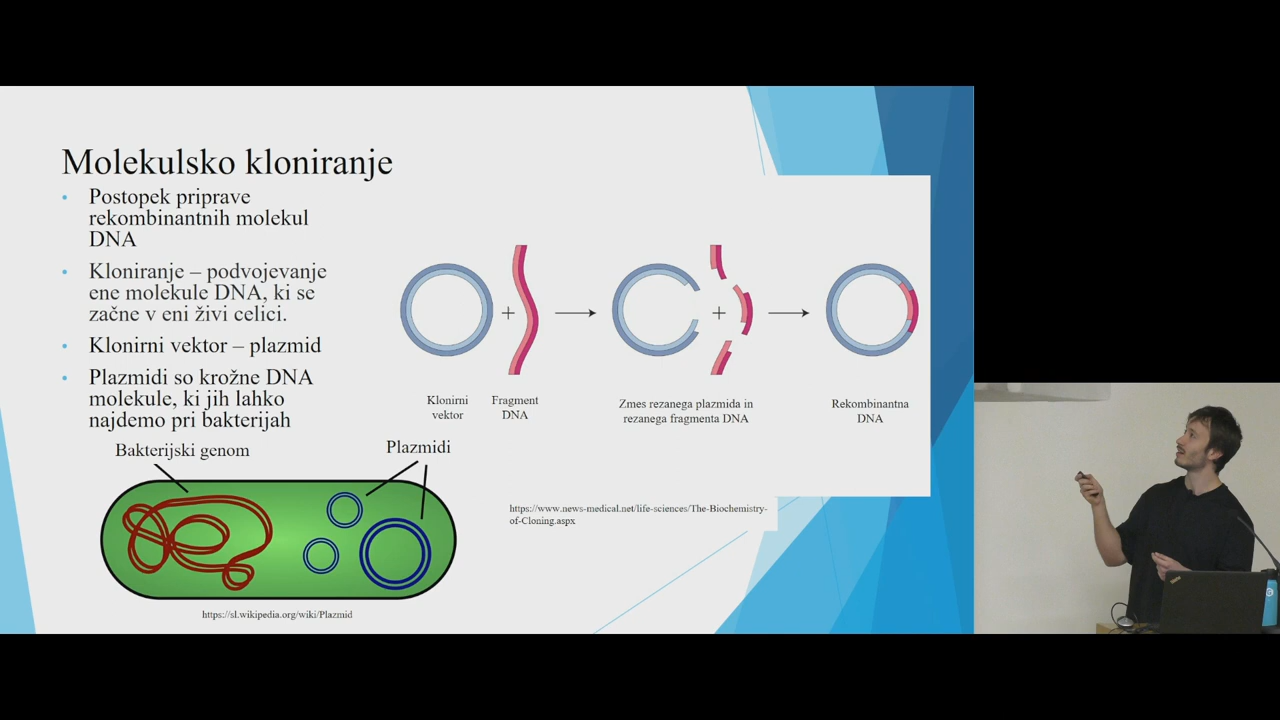 Molekulsko kloniranje
• Postopek priprave
rekombinantnih molekul
DNA
• Kloniranje – podvojevanje
ene molekule DNA, ki se
začne v eni živi celici.
• Klonirni vektor – plazmid
• Plazmidi so krožne DNA
molekule, ki jih lahko
najdemo pri bakterijah
Bakterijski genom
Plazmidi
https://sl.wikipedia.org/wiki/Plazmid
+
+
Klonirni
vektor
Fragment
DNA
Zmes rezanega plazmida in
rezanega fragmenta DNA
Rekombinantna
DNA
https://www.news-medical.net/life-sciences/The-Biochemistry-
of-Cloning.aspx